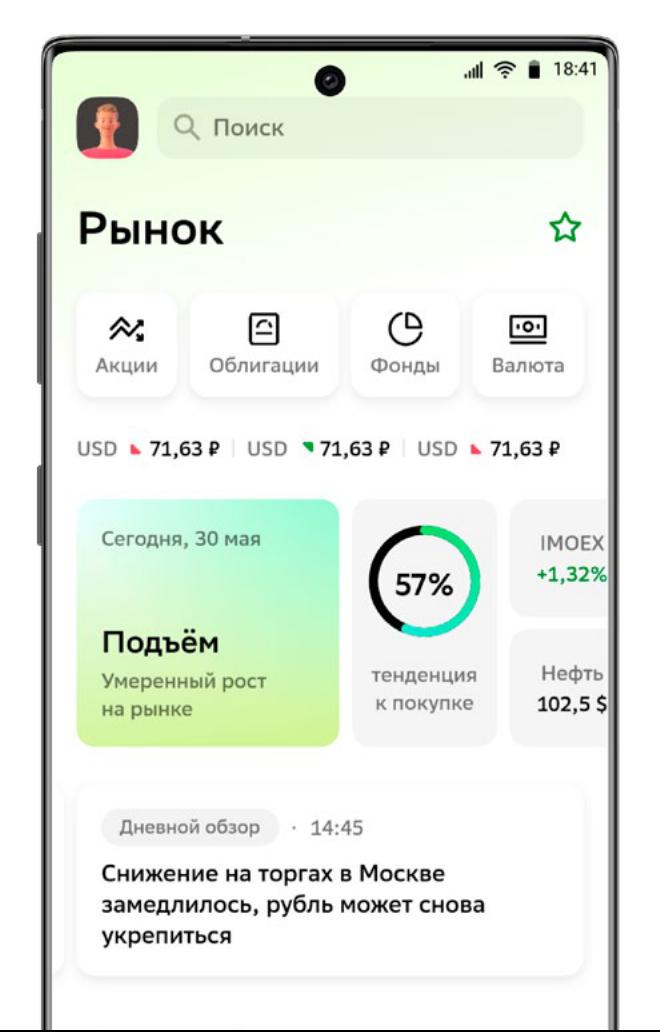 18:41
Поиск
Рынок
Акции Облигации Фонды Валюта
USD 71,63 ₽ USD 71,63 ₽ USD 71,63 ₽
Сегодня, 30 мая
Подъём
Умеренный рост
на рынке
57%
тенденция
к покупке
IMOEX
+1,32%
Нефть
102,5 $
Дневной обзор · 14:45
Снижение на торгах в Москве
замедлилось, рубль может снова
укрепиться